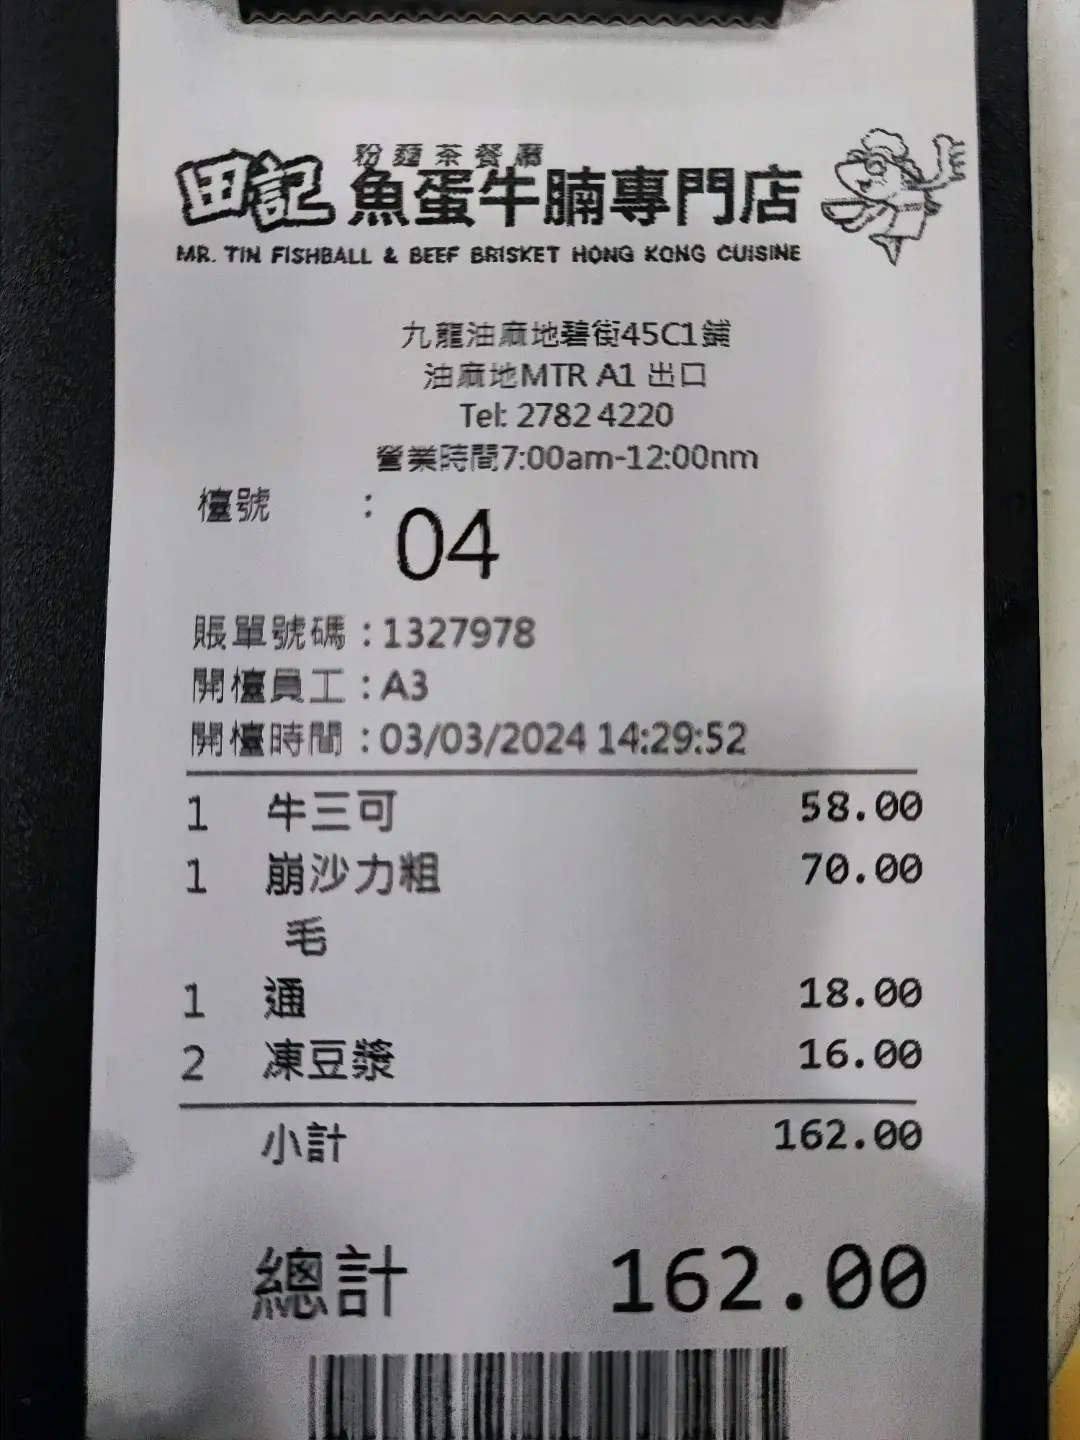 粉麵茶餐廳
田記 魚蛋牛腩專門店
MR. TIN FISHBALL & BEEF BRISKET HONG KONG CUISINE
九龍油麻地碧街45C1鋪
油麻地MTR A1 出口
Tel: 2782 4220
營業時間7:00am-12:00nm
檯號 : 04
賬單號碼 : 1327978
開檯員工 : A3
開檯時間 : 03/03/2024 14:29:52
1 牛三可 58.00
1 崩沙力粗 70.00
毛
1 通 18.00
2 凍豆漿 16.00
小計 162.00
總計 162.00